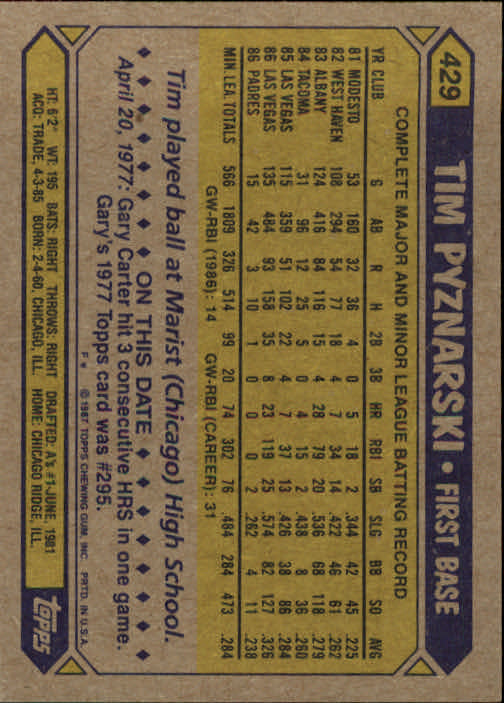 429
TIM PYZNARSKI • FIRST BASE
COMPLETE MAJOR AND MINOR LEAGUE BATTING RECORD
YR CLUB G AB R H 2B 3B HR RBI SB SLG BB SO AVG
81 MODESTO 53 160 32 36 4 0 5 18 2 .344 42 45 .225
82 WEST HAVEN 108 294 54 77 18 4 7 34 14 .422 46 61 .262
83 ALBANY 124 416 84 116 15 4 28 79 20 .536 68 118 .279
84 TACOMA 31 96 12 25 5 0 4 15 2 .438 8 36 .260
85 LAS VEGAS 115 359 51 102 22 4 7 37 13 .426 38 86 .284
86 LAS VEGAS 135 484 93 158 35 8 23 119 25 .574 82 127 .326
86 PADRES 15 42 3 10 1 0 0 0 2 .262 4 11 .238
MIN. LEA. TOTALS 566 1809 326 514 99 20 74 302 76 .484 284 473 .284
GW-RBI (1986): 14 GW-RBI (CAREER): 31
Tim played ball at Marist (Chicago) High School.
ON THIS DATE
April 20, 1977: Gary Carter hit 3 consecutive HRS in one game.
Gary's 1977 Topps card was #295.
© 1987 TOPPS CHEWING GUM, INC. PRTD. IN U.S.A.
HT: 6'2" WT: 195 BATS: RIGHT THROWS: RIGHT DRAFTED: A's #1-JUNE, 1981
ACQ: TRADE, 4-3-85 BORN: 2-4-60, CHICAGO, ILL. HOME: CHICAGO RIDGE, ILL.
topps